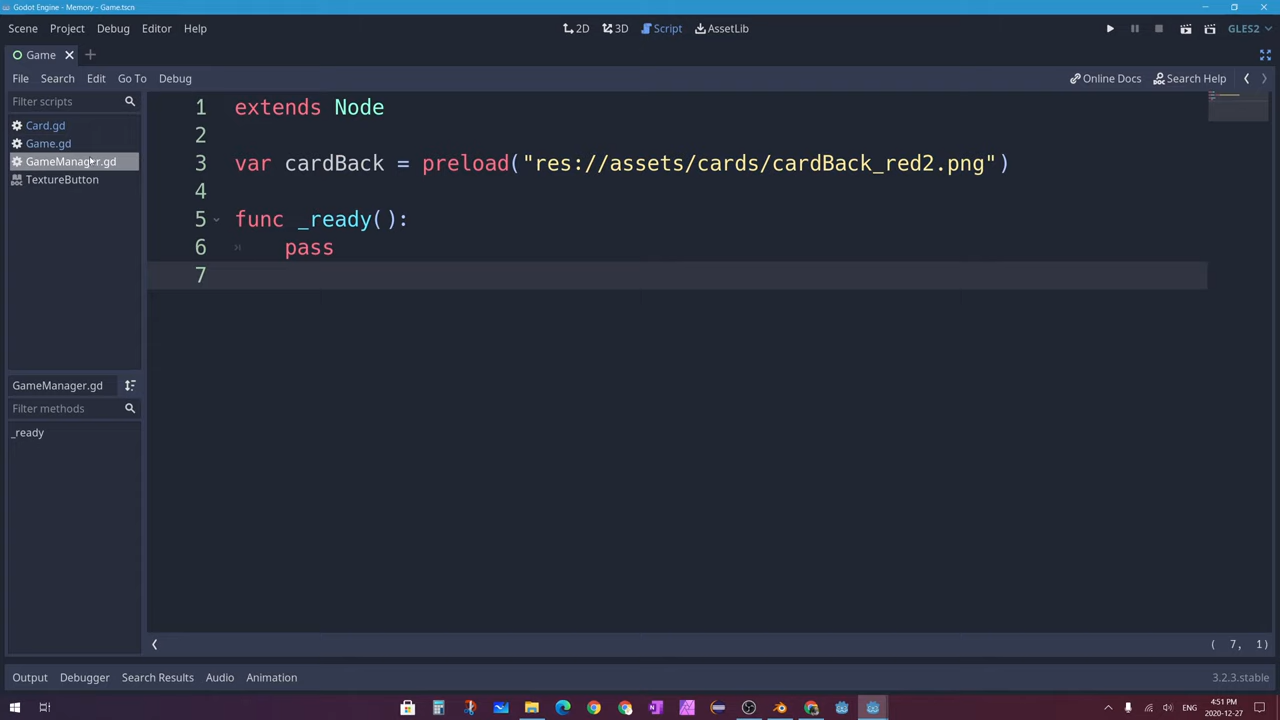 Godot Engine - Memory - Game.tscn
Scene Project Debug Editor Help
2D 3D Script AssetLib
GLES2
Game
File Search Edit Go To Debug
Online Docs Search Help
Filter scripts
Card.gd
Game.gd
GameManager.gd
TextureButton
1 extends Node
2
3 var cardBack = preload("res://assets/cards/cardBack_red2.png")
4
5 func _ready():
6 pass
7
GameManager.gd
Filter methods
_ready
( 7, 1)
Output Debugger Search Results Audio Animation
3.2.3.stable
ENG
4:51 PM
2020-12-27